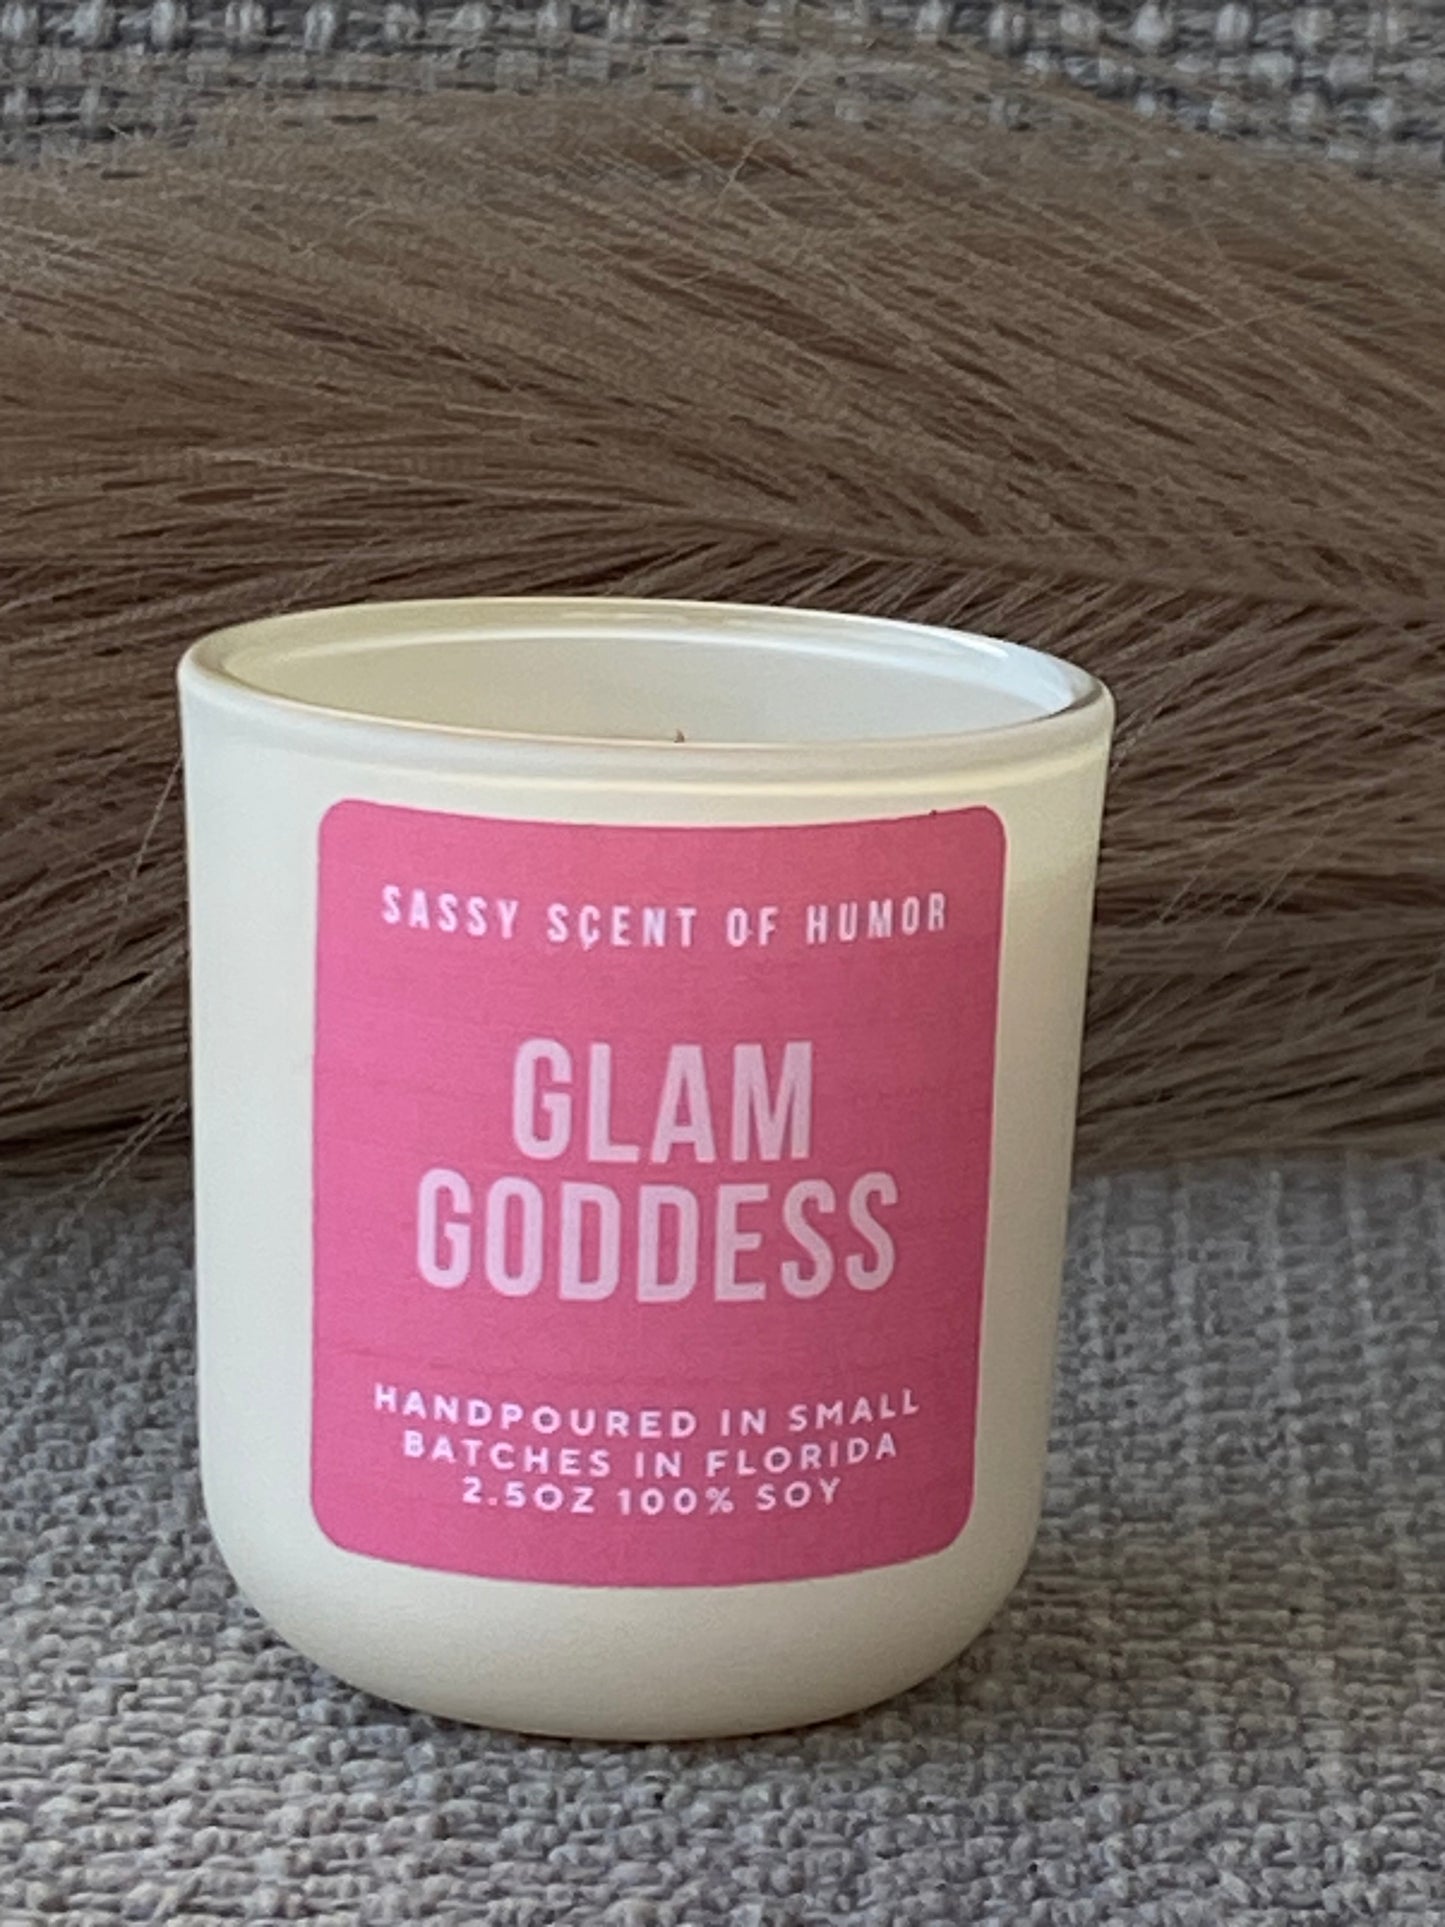 SASSY SCENT OF HUMOR
GLAM
GODDESS
HANDPOURED IN SMALL
BATCHES IN FLORIDA
2.5OZ 100% SOY